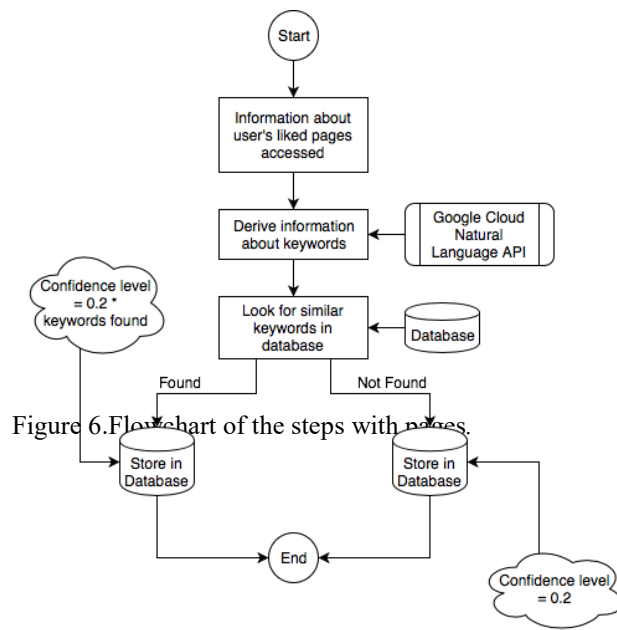 Start
Information about
user's liked pages
accessed
Derive information
about keywords
Google Cloud
Natural
Language API
Confidence level
= 0.2 *
keywords found
Look for similar
keywords in
database
Database
Found
Not Found
Figure 6.Flowchart of the steps with pages.
Store in
Database
Store in
Database
End
Confidence level
= 0.2